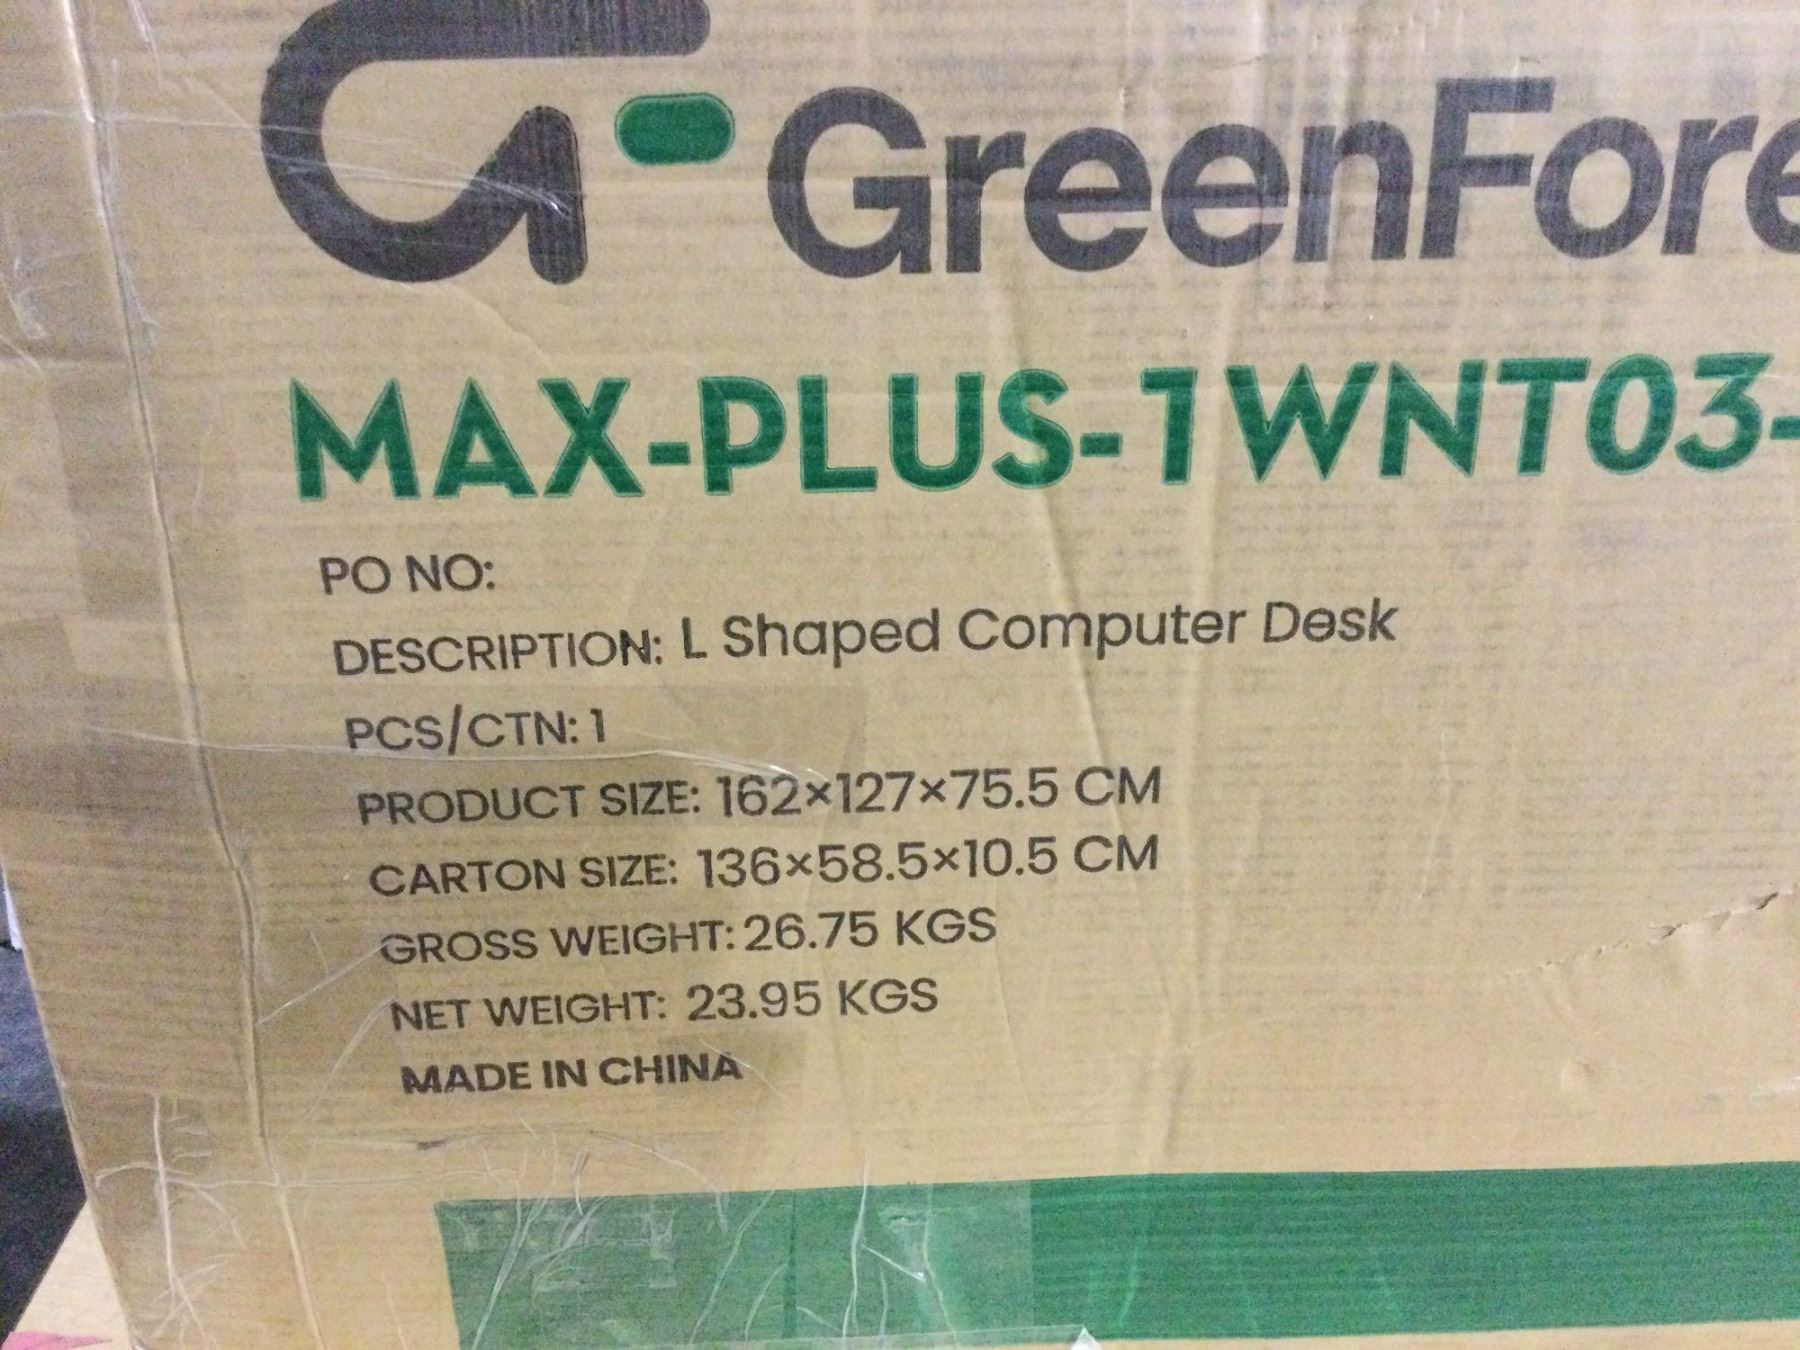 GreenFore
MAX-PLUS-1WNT03-
PO NO:
DESCRIPTION: L Shaped Computer Desk
PCS/CTN: 1
PRODUCT SIZE: 162×127×75.5 CM
CARTON SIZE: 136×58.5×10.5 CM
GROSS WEIGHT: 26.75 KGS
NET WEIGHT: 23.95 KGS
MADE IN CHINA